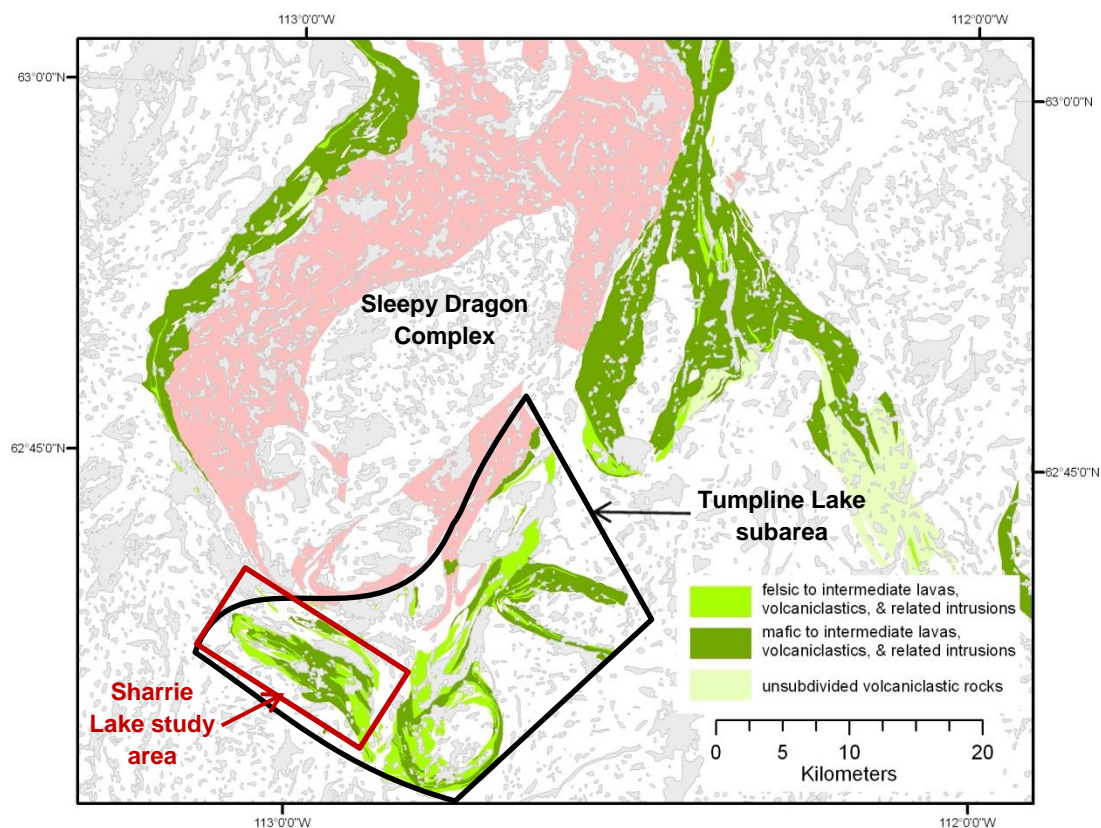 113°0'0"W
112°0'0"W
63°0'0"N
63°0'0"N
Sleepy Dragon
Complex
62°45'0"N
62°45'0"N
Tumpline Lake
subarea
felsic to intermediate lavas,
volcaniclastics, & related intrusions
mafic to intermediate lavas,
volcaniclastics, & related intrusions
unsubdivided volcaniclastic rocks
Sharrie
Lake study
area
0 5 10 20
Kilometers
113°0'0"W
112°0'0"W